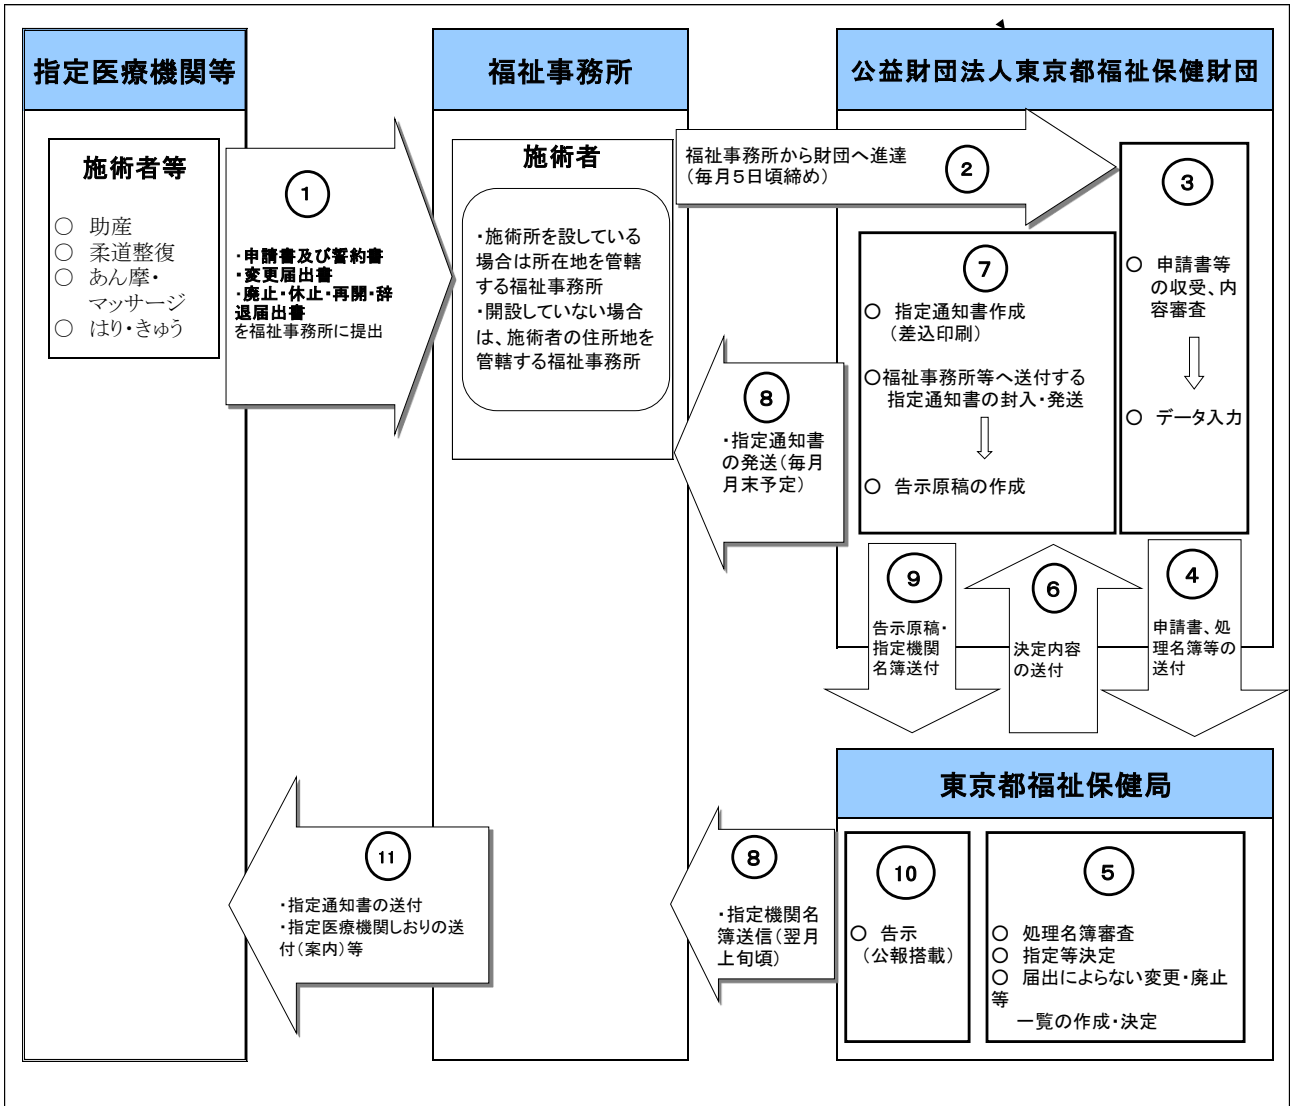 指定医療機関等
福祉事務所
公益財団法人東京都福祉保健財団
施術者等
○ 助産
○ 柔道整復
○ あん摩・
マッサージ
○ はり・きゅう
1
・申請書及び誓約書
・変更届出書
・廃止・休止・再開・辞
退届出書
を福祉事務所に提出
施術者
・施術所を設している
場合は所在地を管轄
する福祉事務所
・開設していない場合
は、施術者の住所地を
管轄する福祉事務所
福祉事務所から財団へ進達
(毎月5日頃締め)
2
3
○ 申請書等
の収受、内
容審査
○ データ入力
7
○ 指定通知書作成
(差込印刷)
○福祉事務所等へ送付する
指定通知書の封入・発送
○ 告示原稿の作成
8
・指定通知書
の発送(毎月
月末予定)
9
告示原稿・
指定機関
名簿送付
6
決定内容
の送付
4
申請書、処
理名簿等の
送付
東京都福祉保健局
11
・指定通知書の送付
・指定医療機関しおりの送
付(案内)等
8
・指定機関名
簿送信(翌月
上旬頃)
10
○ 告示
(公報搭載)
5
○ 処理名簿審査
○ 指定等決定
○ 届出によらない変更・廃止
等
一覧の作成・決定